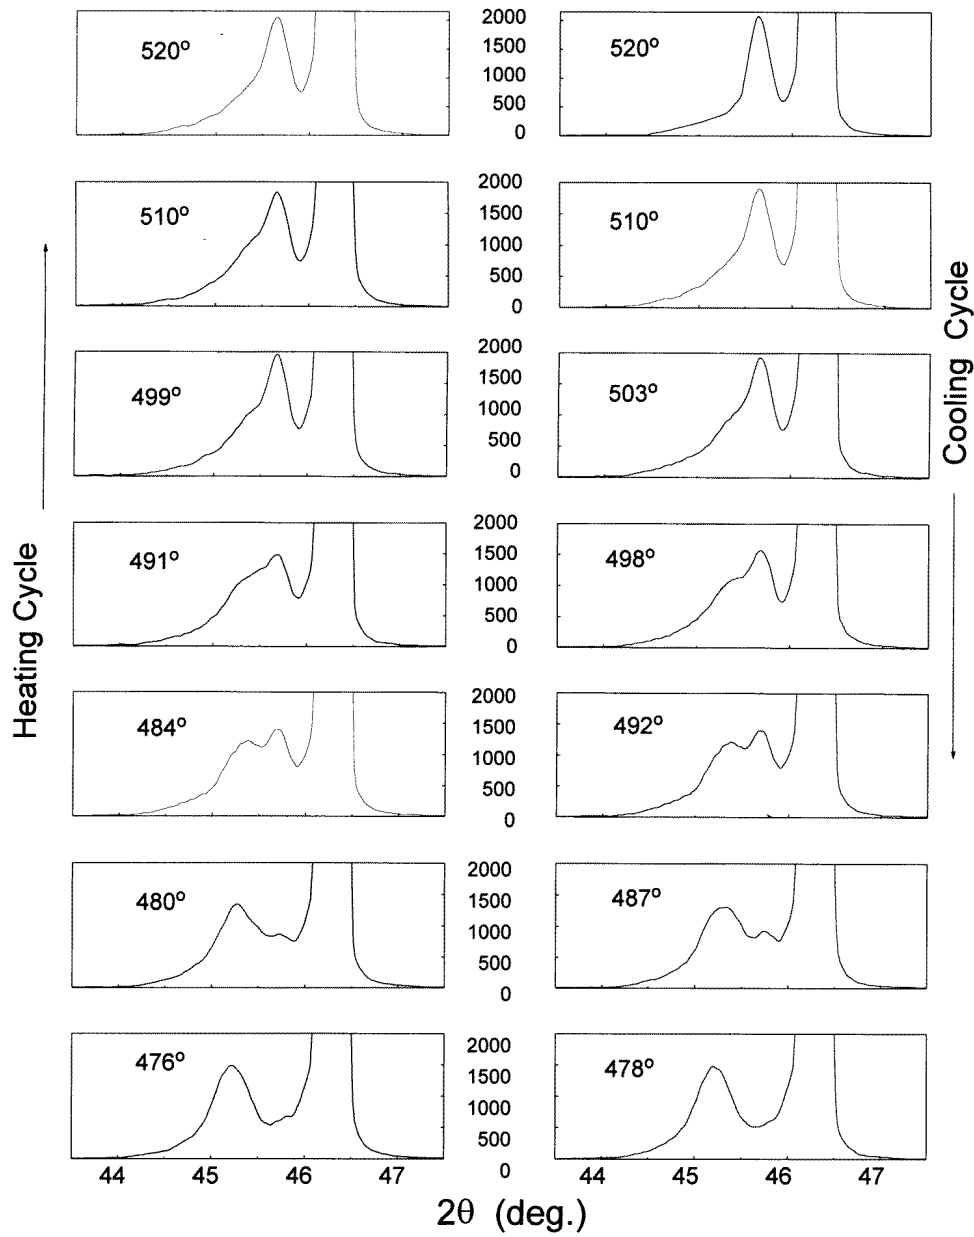 520° 2000 1500 1000 500 0 520°
510° 2000 1500 1000 500 0 510°
499° 2000 1500 1000 500 0 503°
491° 2000 1500 1000 500 0 498°
484° 2000 1500 1000 500 0 492°
480° 2000 1500 1000 500 0 487°
476° 2000 1500 1000 500 0 478°
44 45 46 47 44 45 46 47
2θ (deg.)
Heating Cycle
Cooling Cycle